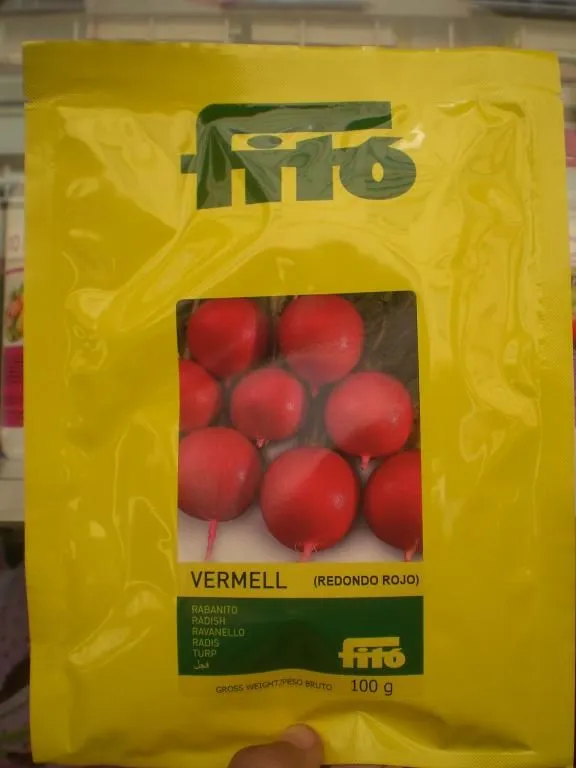 fitó
VERMELL (REDONDO ROJO)
RABANITO
RADISH
RAVANELLO
RADIS
TURP
فجل
fitó
GROSS WEIGHT/PESO BRUTO 100 g